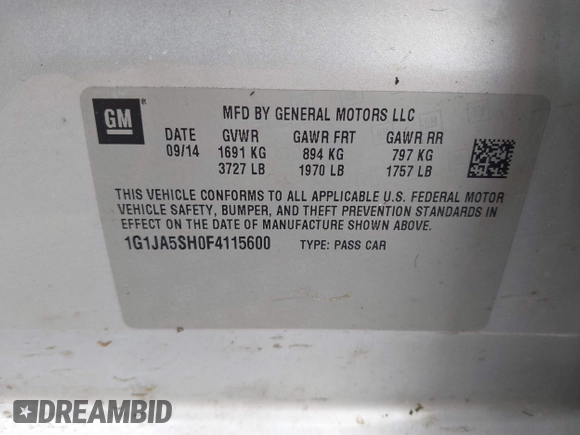 GM
MFD BY GENERAL MOTORS LLC
DATE GVWR GAWR FRT GAWR RR
09/14 1691 KG 894 KG 797 KG
3727 LB 1970 LB 1757 LB
THIS VEHICLE CONFORMS TO ALL APPLICABLE U.S. FEDERAL MOTOR
VEHICLE SAFETY, BUMPER, AND THEFT PREVENTION STANDARDS IN
EFFECT ON THE DATE OF MANUFACTURE SHOWN ABOVE.
1G1JA5SH0F4115600 TYPE: PASS CAR
DREAMBID